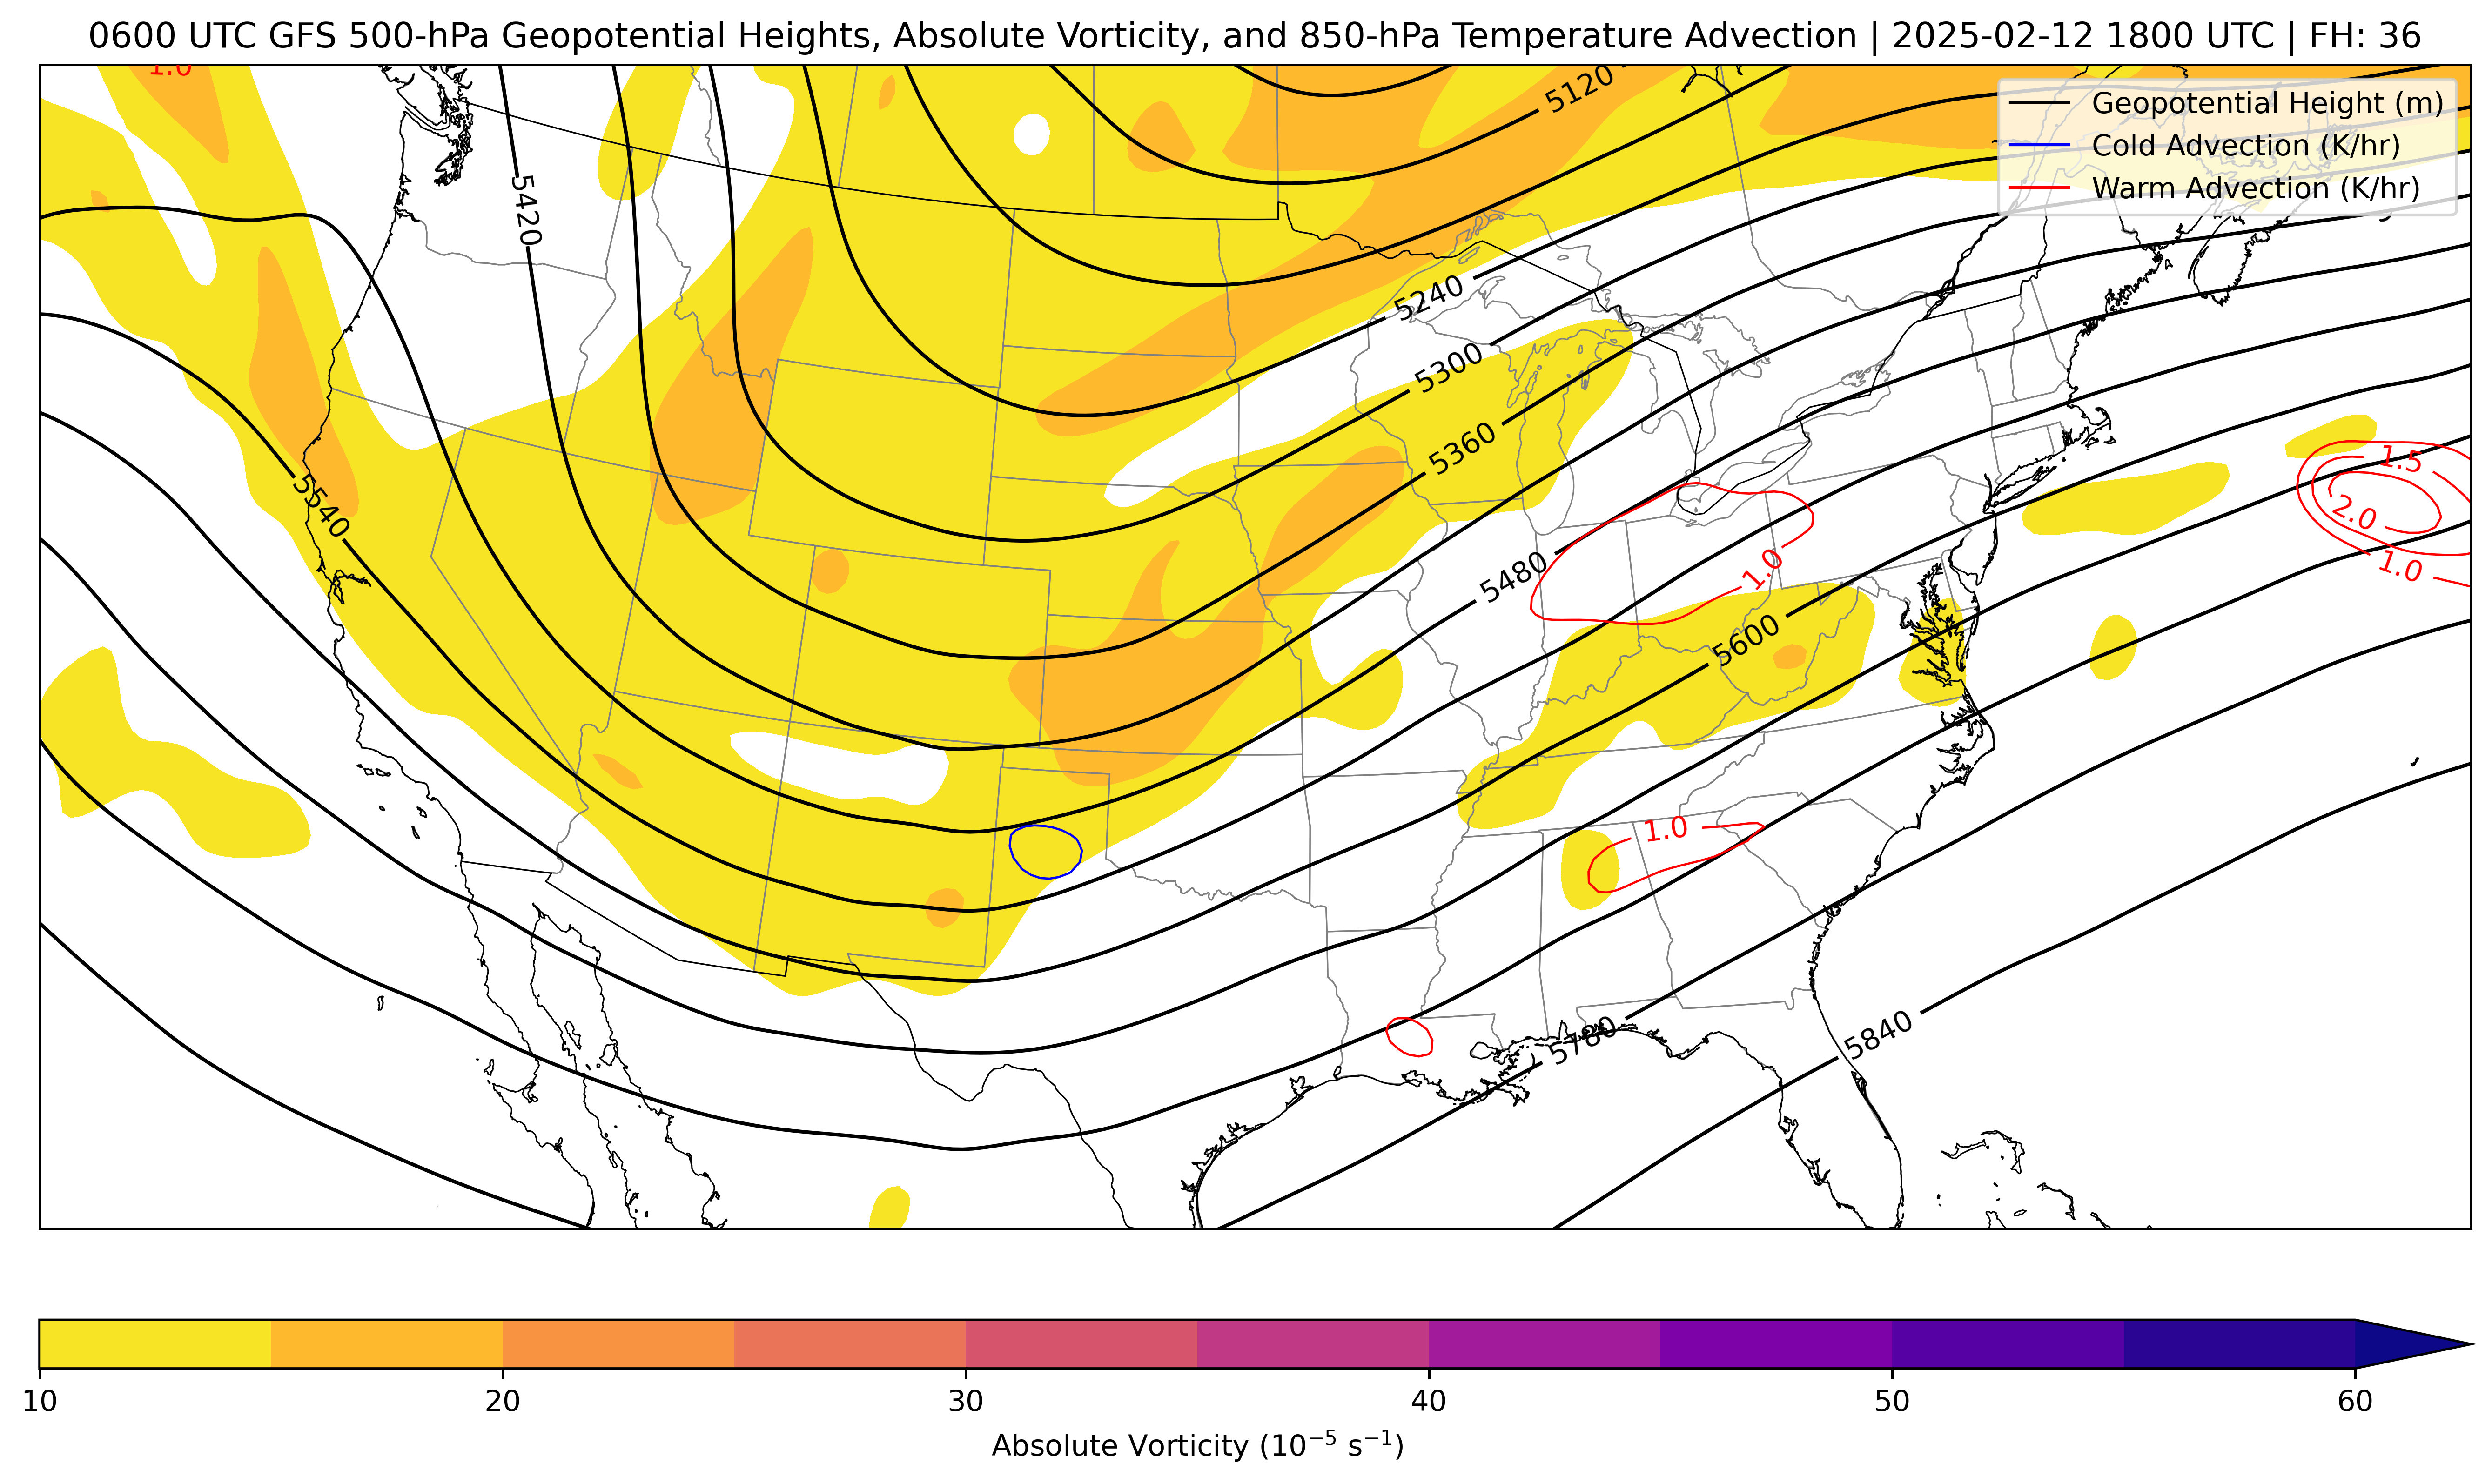 0600 UTC GFS 500-hPa Geopotential Heights, Absolute Vorticity, and 850-hPa Temperature Advection | 2025-02-12 1800 UTC | FH: 36
1.0
5120
Geopotential Height (m)
Cold Advection (K/hr)
Warm Advection (K/hr)
5420
5240
5300
5360
1.5
5540
2.0
5480
1.0
1.0
5600
1.0
5780
5840
10 20 30 40 50 60
Absolute Vorticity (10⁻⁵ s⁻¹)